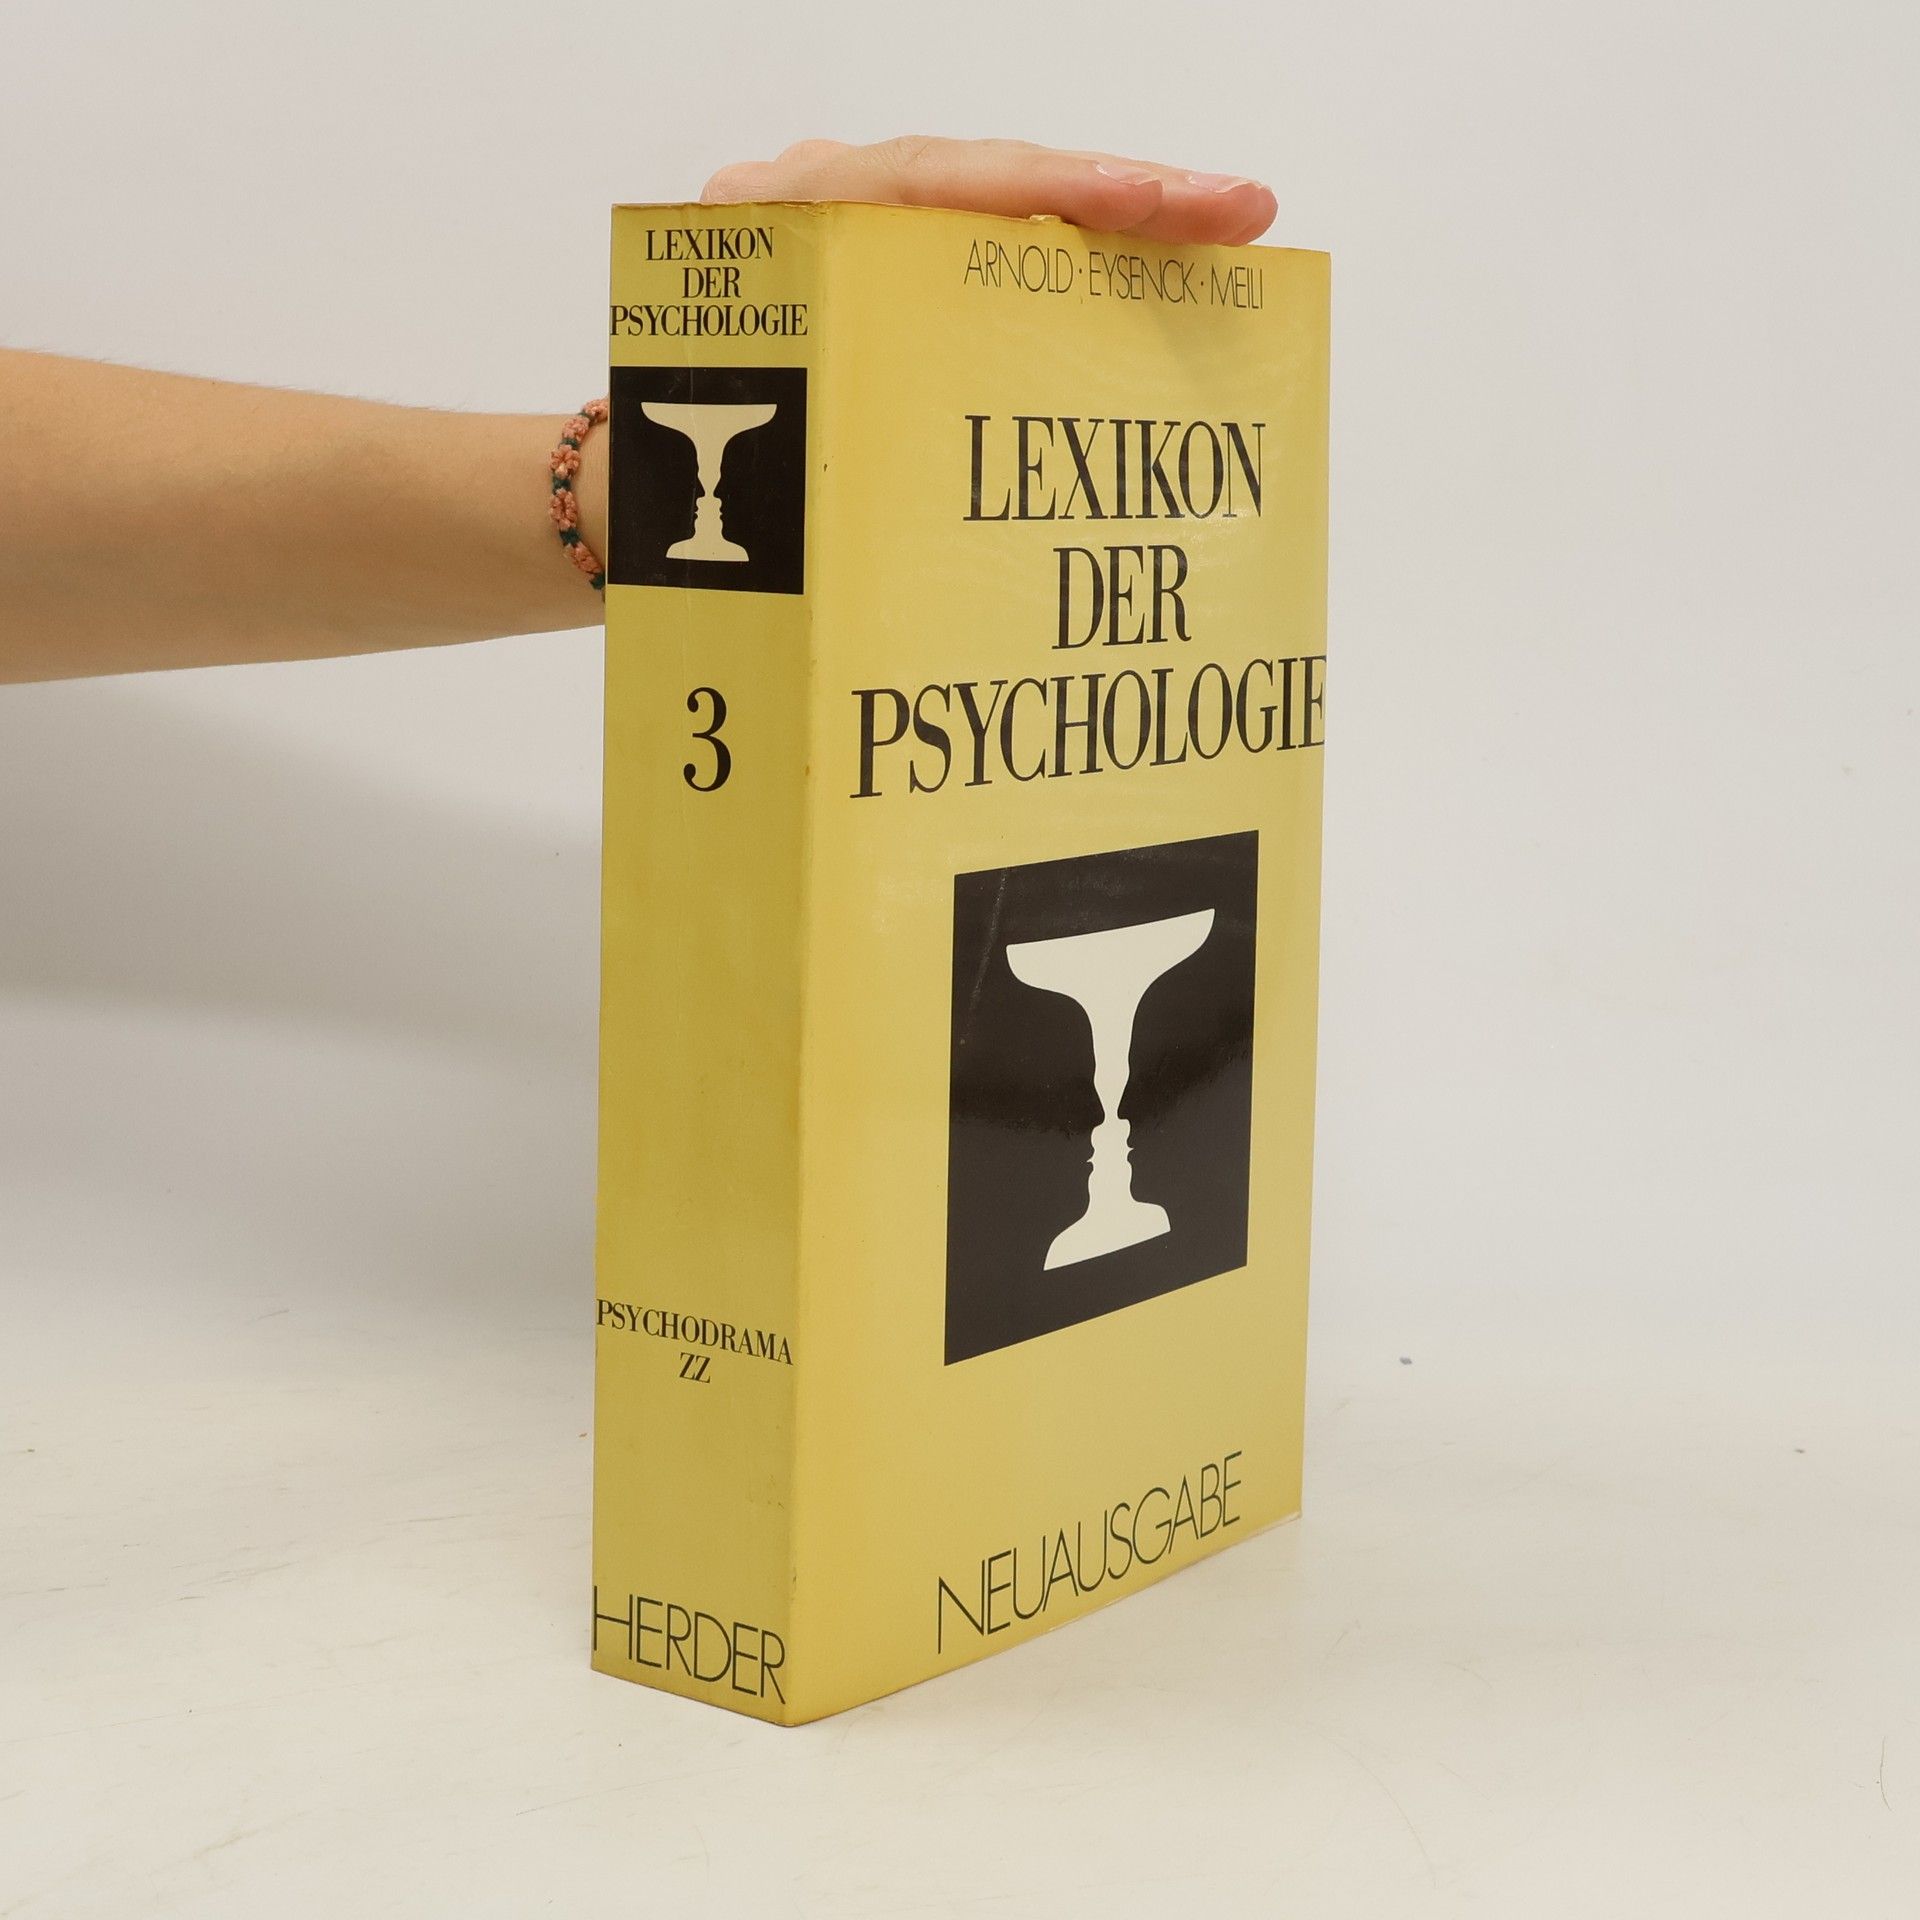 LEXIKON
DER
PSYCHOLOGIE
3
PSYCHODRAMA
ZZ
HERDER
ARNOLD · EYSENCK · MEILI
LEXIKON
DER
PSYCHOLOGIE
NEUAUSGABE